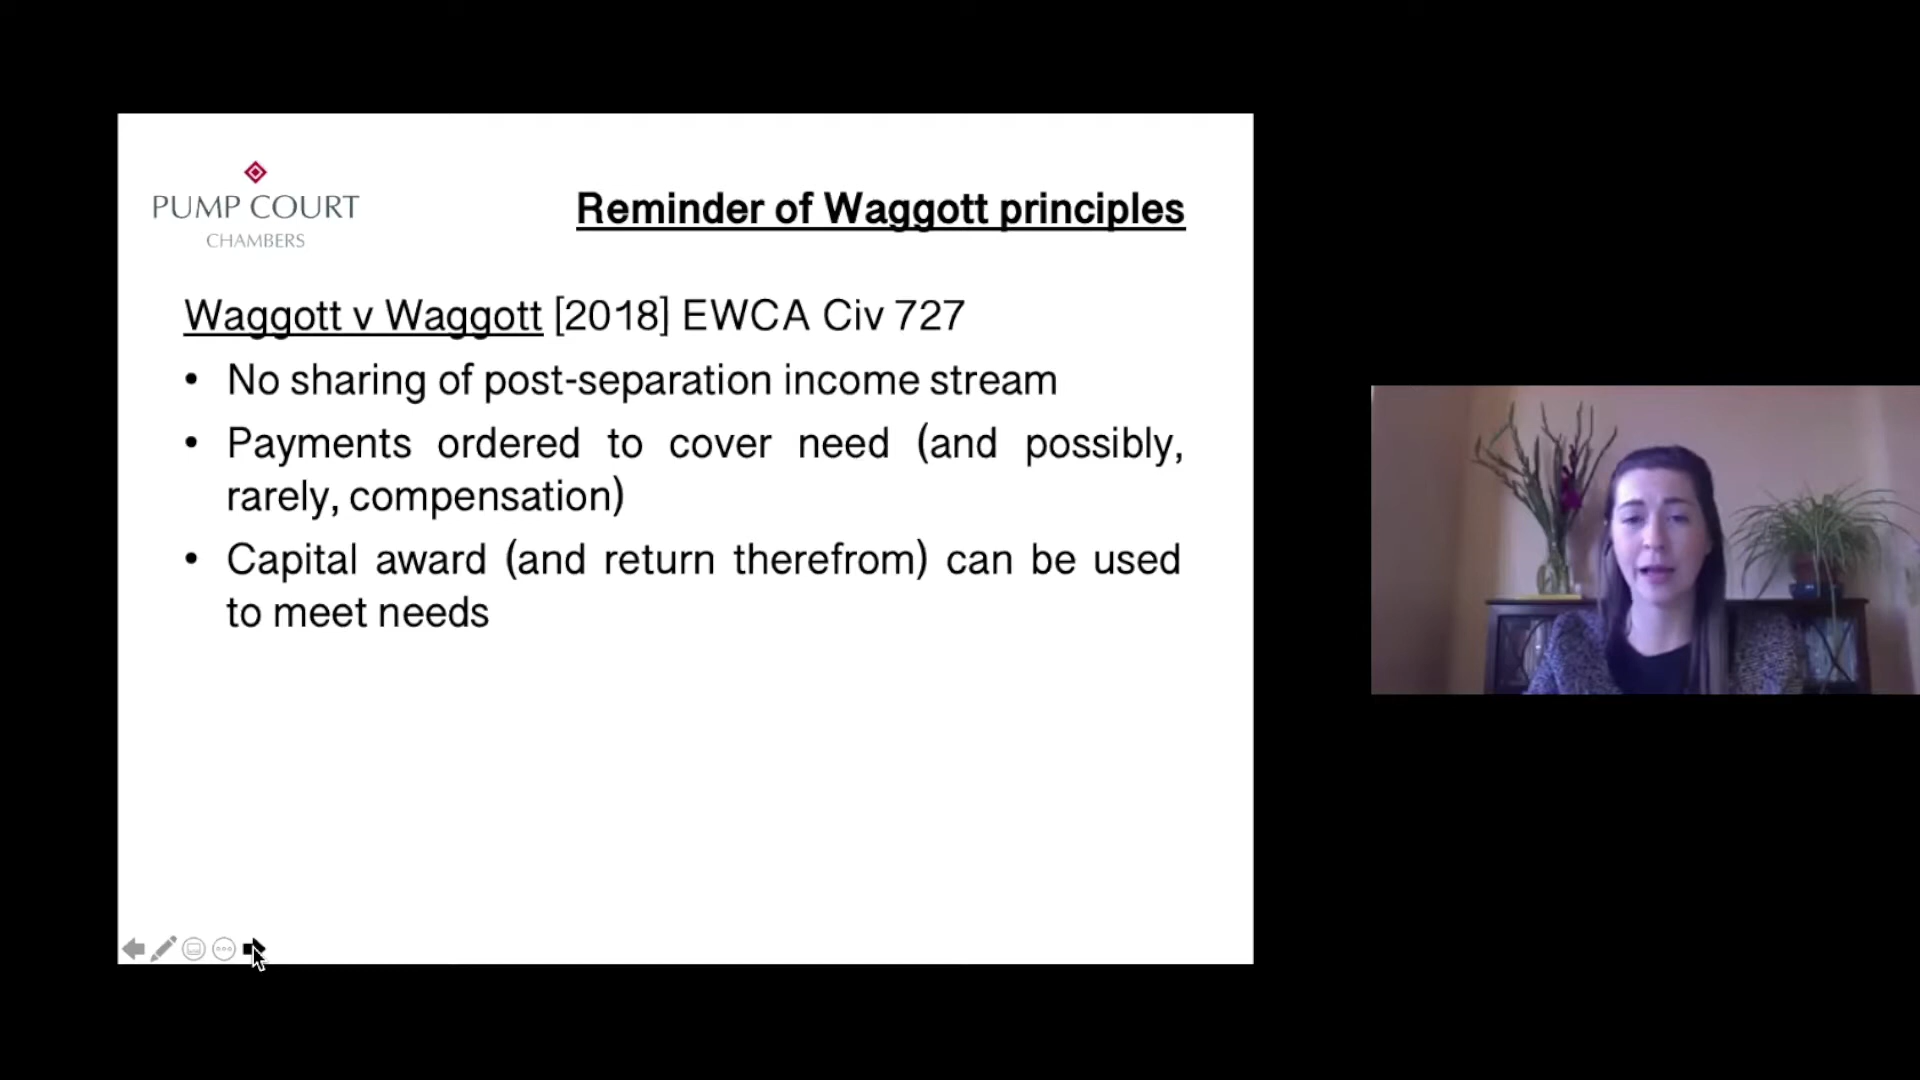 PUMP COURT
CHAMBERS
Reminder of Waggott principles
Waggott v Waggott [2018] EWCA Civ 727
• No sharing of post-separation income stream
• Payments ordered to cover need (and possibly,
rarely, compensation)
• Capital award (and return therefrom) can be used
to meet needs